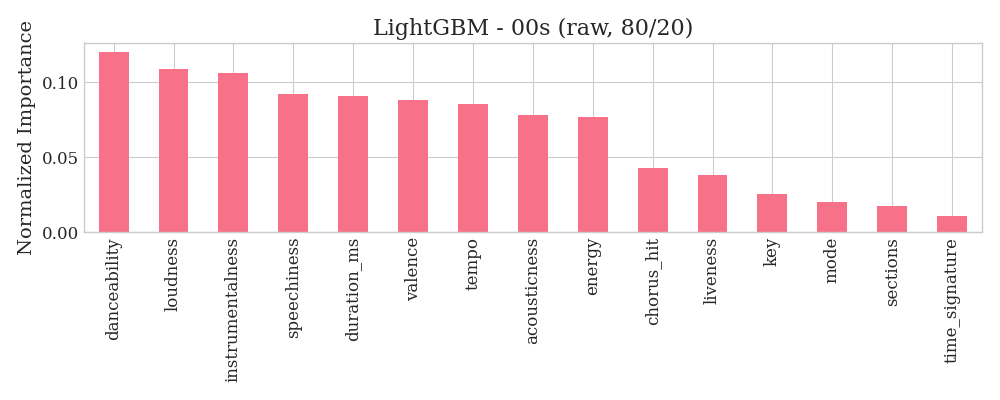 LightGBM - 00s (raw, 80/20)
Normalized Importance
0.10
0.05
0.00
danceability
loudness
instrumentalness
speechiness
duration_ms
valence
tempo
acousticness
energy
chorus_hit
liveness
key
mode
sections
time_signature